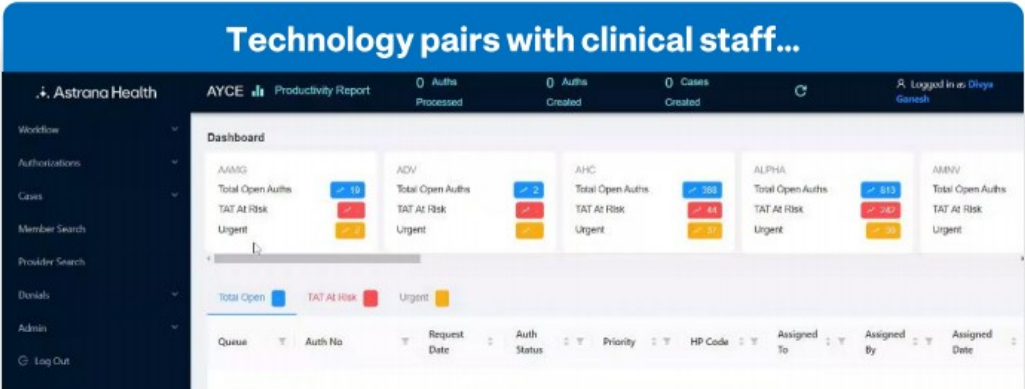 Technology pairs with clinical staff...
Astrana Health
AYCE Productivity Report
0 Auths Processed
0 Auths Created
0 Cases Created
Logged in as Divya Ganesh
Workflow
Authorizations
Cases
Member Search
Provider Search
Denials
Admin
Log Out
Dashboard
AAMG
Total Open Auths 19
TAT At Risk
Urgent 2
ADV
Total Open Auths 2
TAT At Risk
Urgent
AHC
Total Open Auths 388
TAT At Risk 44
Urgent 37
ALPHA
Total Open Auths 813
TAT At Risk 242
Urgent
AMNV
Total Open Auths
TAT At Risk
Urgent
Total Open TAT At Risk Urgent
Queue Auth No Request Date Auth Status Priority HP Code Assigned To Assigned By Assigned Date